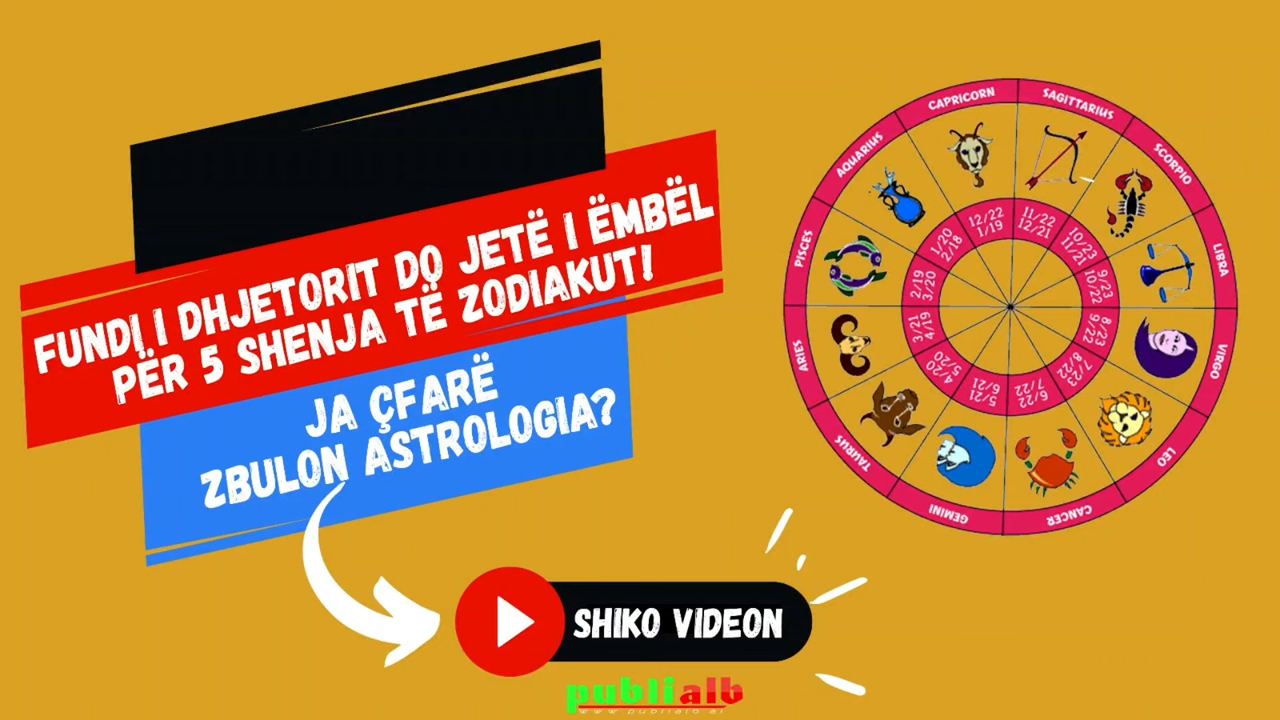 FUNDI I DHJETORIT DO JETË I ËMBËL
PËR 5 SHENJA TË ZODIAKUT!
JA ÇFARË
ZBULON ASTROLOGIA?
SHIKO VIDEON
publialb
www.publialb.al
CAPRICORN
SAGITTARIUS
SCORPIO
LIBRA
VIRGO
LEO
CANCER
GEMINI
TAURUS
ARIES
PISCES
AQUARIUS
12/22
1/19
11/22
12/21
10/23
11/21
9/23
10/22
8/23
9/22
7/23
8/22
6/22
7/22
5/21
6/21
4/20
5/20
3/21
4/19
2/19
3/20
1/20
2/18